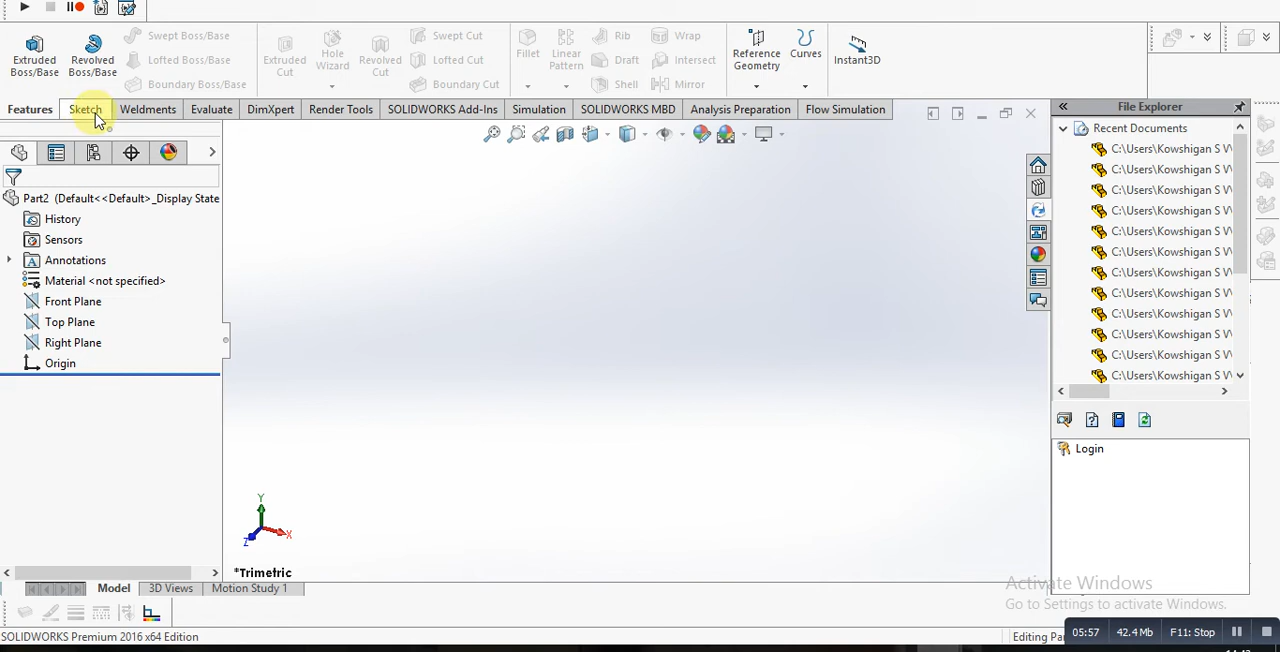 Extruded Boss/Base
Revolved Boss/Base
Swept Boss/Base
Lofted Boss/Base
Boundary Boss/Base
Extruded Cut
Hole Wizard
Revolved Cut
Swept Cut
Lofted Cut
Boundary Cut
Fillet
Linear Pattern
Rib
Draft
Shell
Wrap
Intersect
Mirror
Reference Geometry
Curves
Instant3D
Features Sketch Weldments Evaluate DimXpert Render Tools SOLIDWORKS Add-Ins Simulation SOLIDWORKS MBD Analysis Preparation Flow Simulation
File Explorer
Part2 (Default<<Default>_Display State
History
Sensors
Annotations
Material <not specified>
Front Plane
Top Plane
Right Plane
Origin
Recent Documents
C:\Users\Kowshigan S V\
C:\Users\Kowshigan S V\
C:\Users\Kowshigan S V\
C:\Users\Kowshigan S V\
C:\Users\Kowshigan S V\
C:\Users\Kowshigan S V\
C:\Users\Kowshigan S V\
C:\Users\Kowshigan S V\
C:\Users\Kowshigan S V\
C:\Users\Kowshigan S V\
C:\Users\Kowshigan S V\
C:\Users\Kowshigan S V\
Login
Y
X
Z
*Trimetric
Model 3D Views Motion Study 1
Activate Windows
Go to Settings to activate Windows.
SOLIDWORKS Premium 2016 x64 Edition
Editing
05:57 42.4 Mb F11: Stop